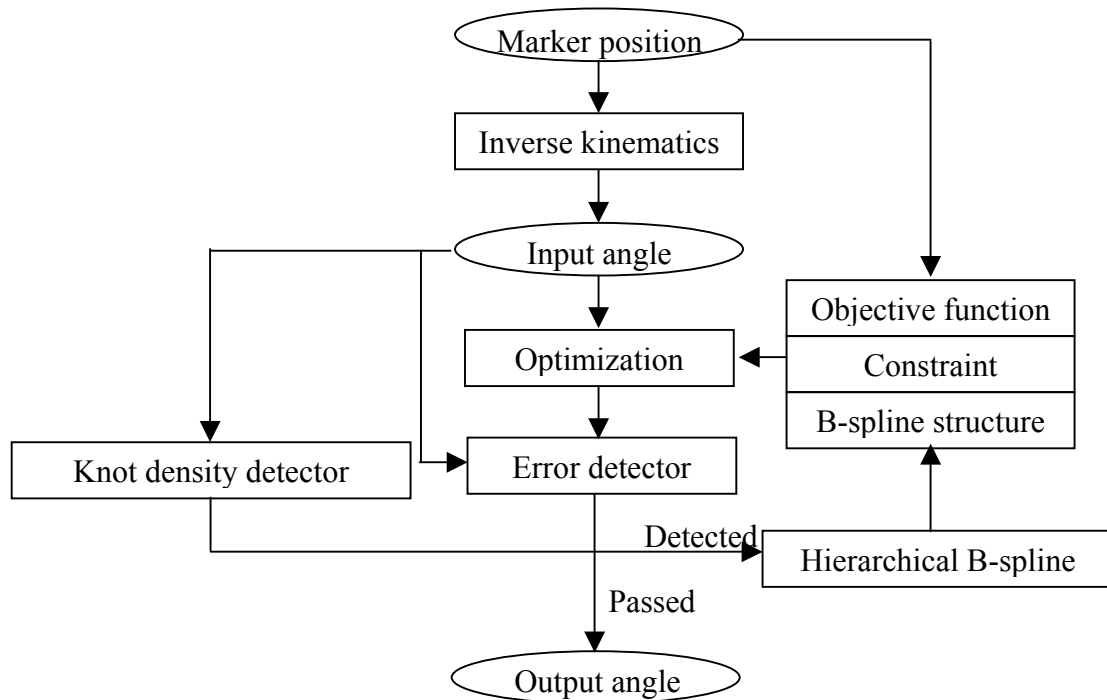 Marker position
Inverse kinematics
Input angle
Objective function
Optimization
Constraint
B-spline structure
Knot density detector
Error detector
Detected
Hierarchical B-spline
Passed
Output angle